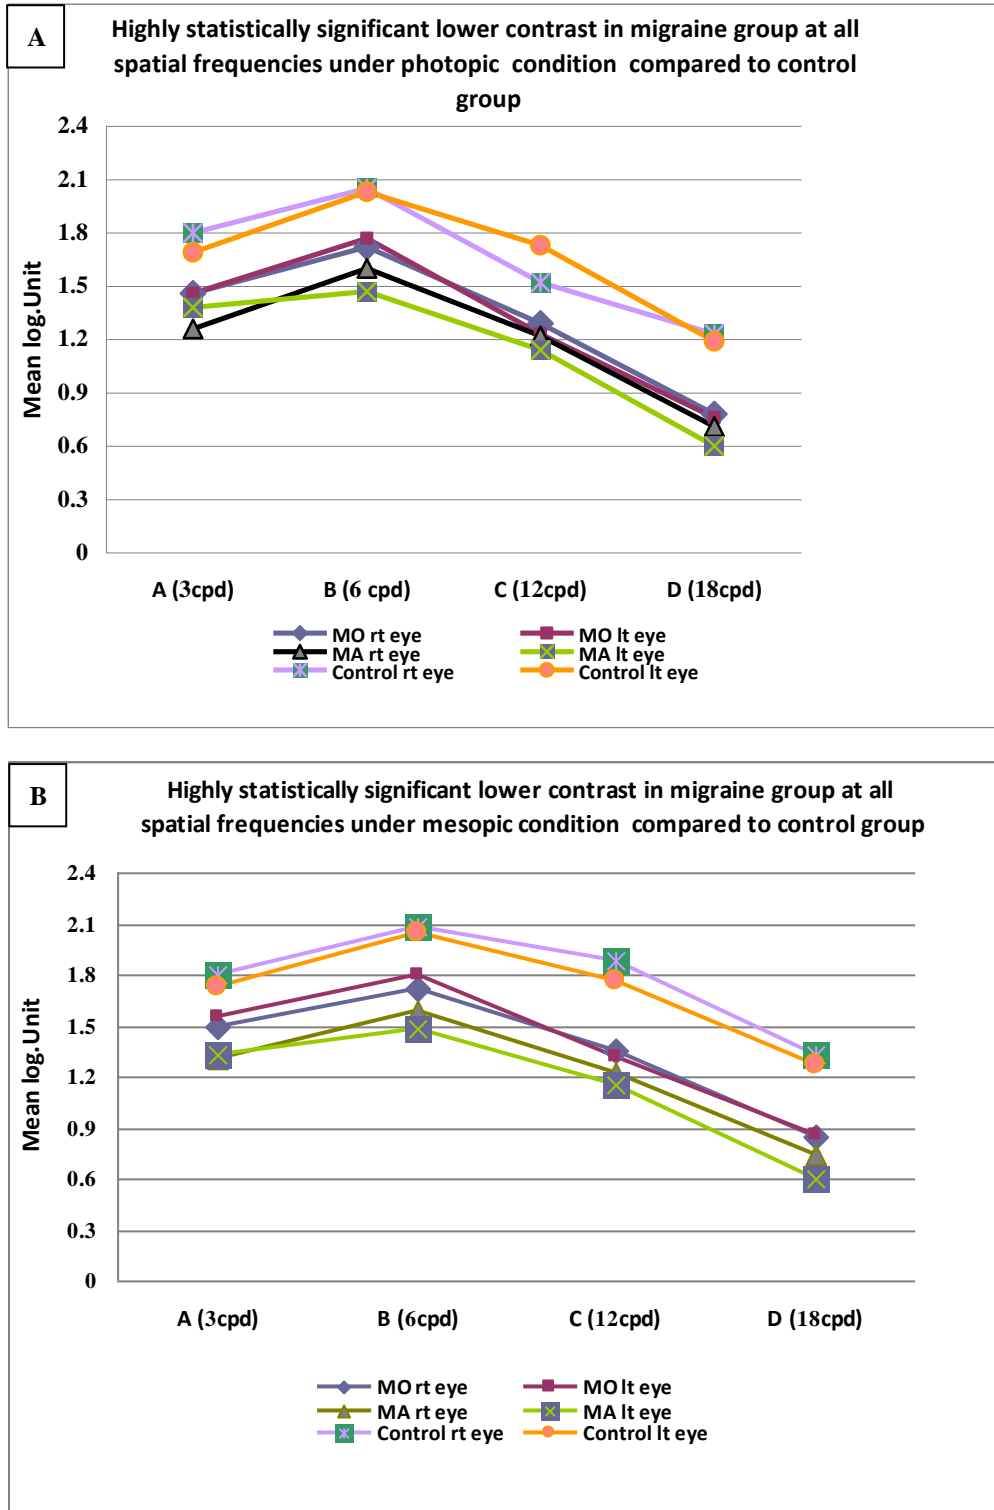 A
Highly statistically significant lower contrast in migraine group at all
spatial frequencies under photopic condition compared to control
group
Mean log.Unit
2.4
2.1
1.8
1.5
1.2
0.9
0.6
0.3
0
A (3cpd) B (6 cpd) C (12cpd) D (18cpd)
MO rt eye MO lt eye
MA rt eye MA lt eye
Control rt eye Control lt eye
B
Highly statistically significant lower contrast in migraine group at all
spatial frequencies under mesopic condition compared to control group
Mean log.Unit
2.4
2.1
1.8
1.5
1.2
0.9
0.6
0.3
0
A (3cpd) B (6cpd) C (12cpd) D (18cpd)
MO rt eye MO lt eye
MA rt eye MA lt eye
Control rt eye Control lt eye